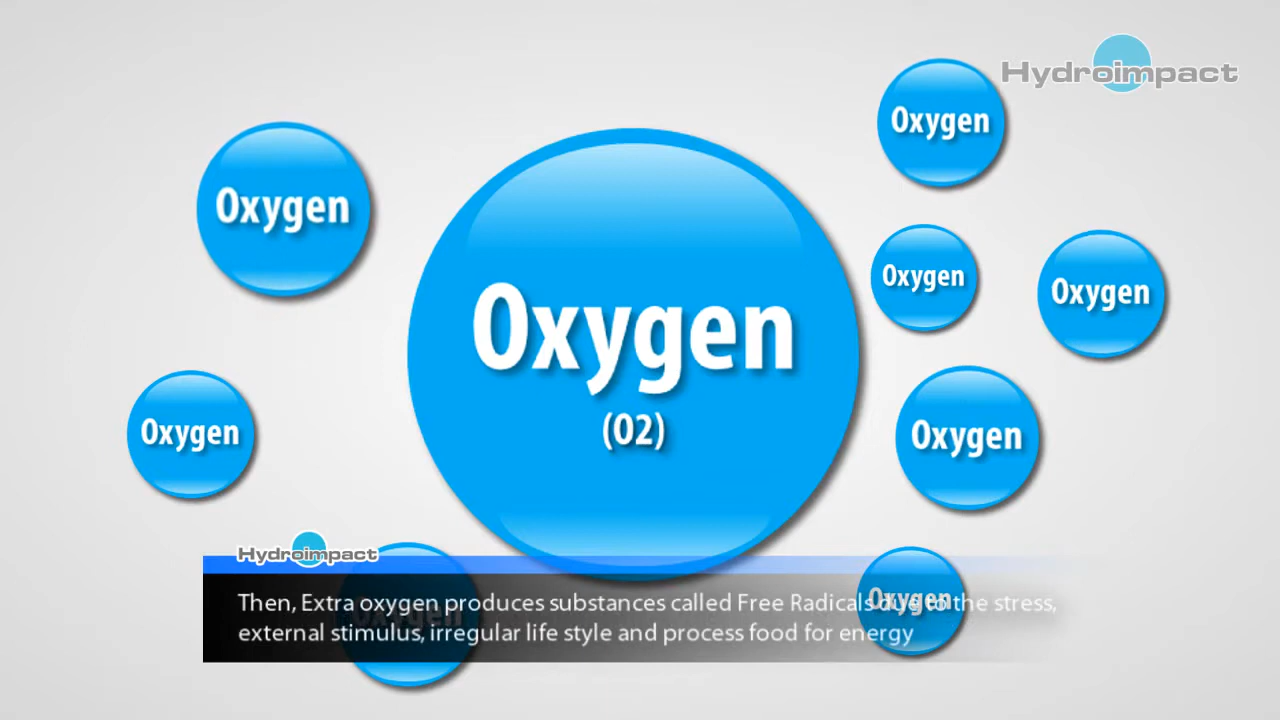 Hydroimpact
Oxygen
Oxygen
Oxygen
(O2)
Oxygen
Oxygen
Oxygen
Oxygen
Hydroimpact
Oxygen
Oxygen
Then, Extra oxygen produces substances called Free Radicals due to the stress,
external stimulus, irregular life style and process food for energy